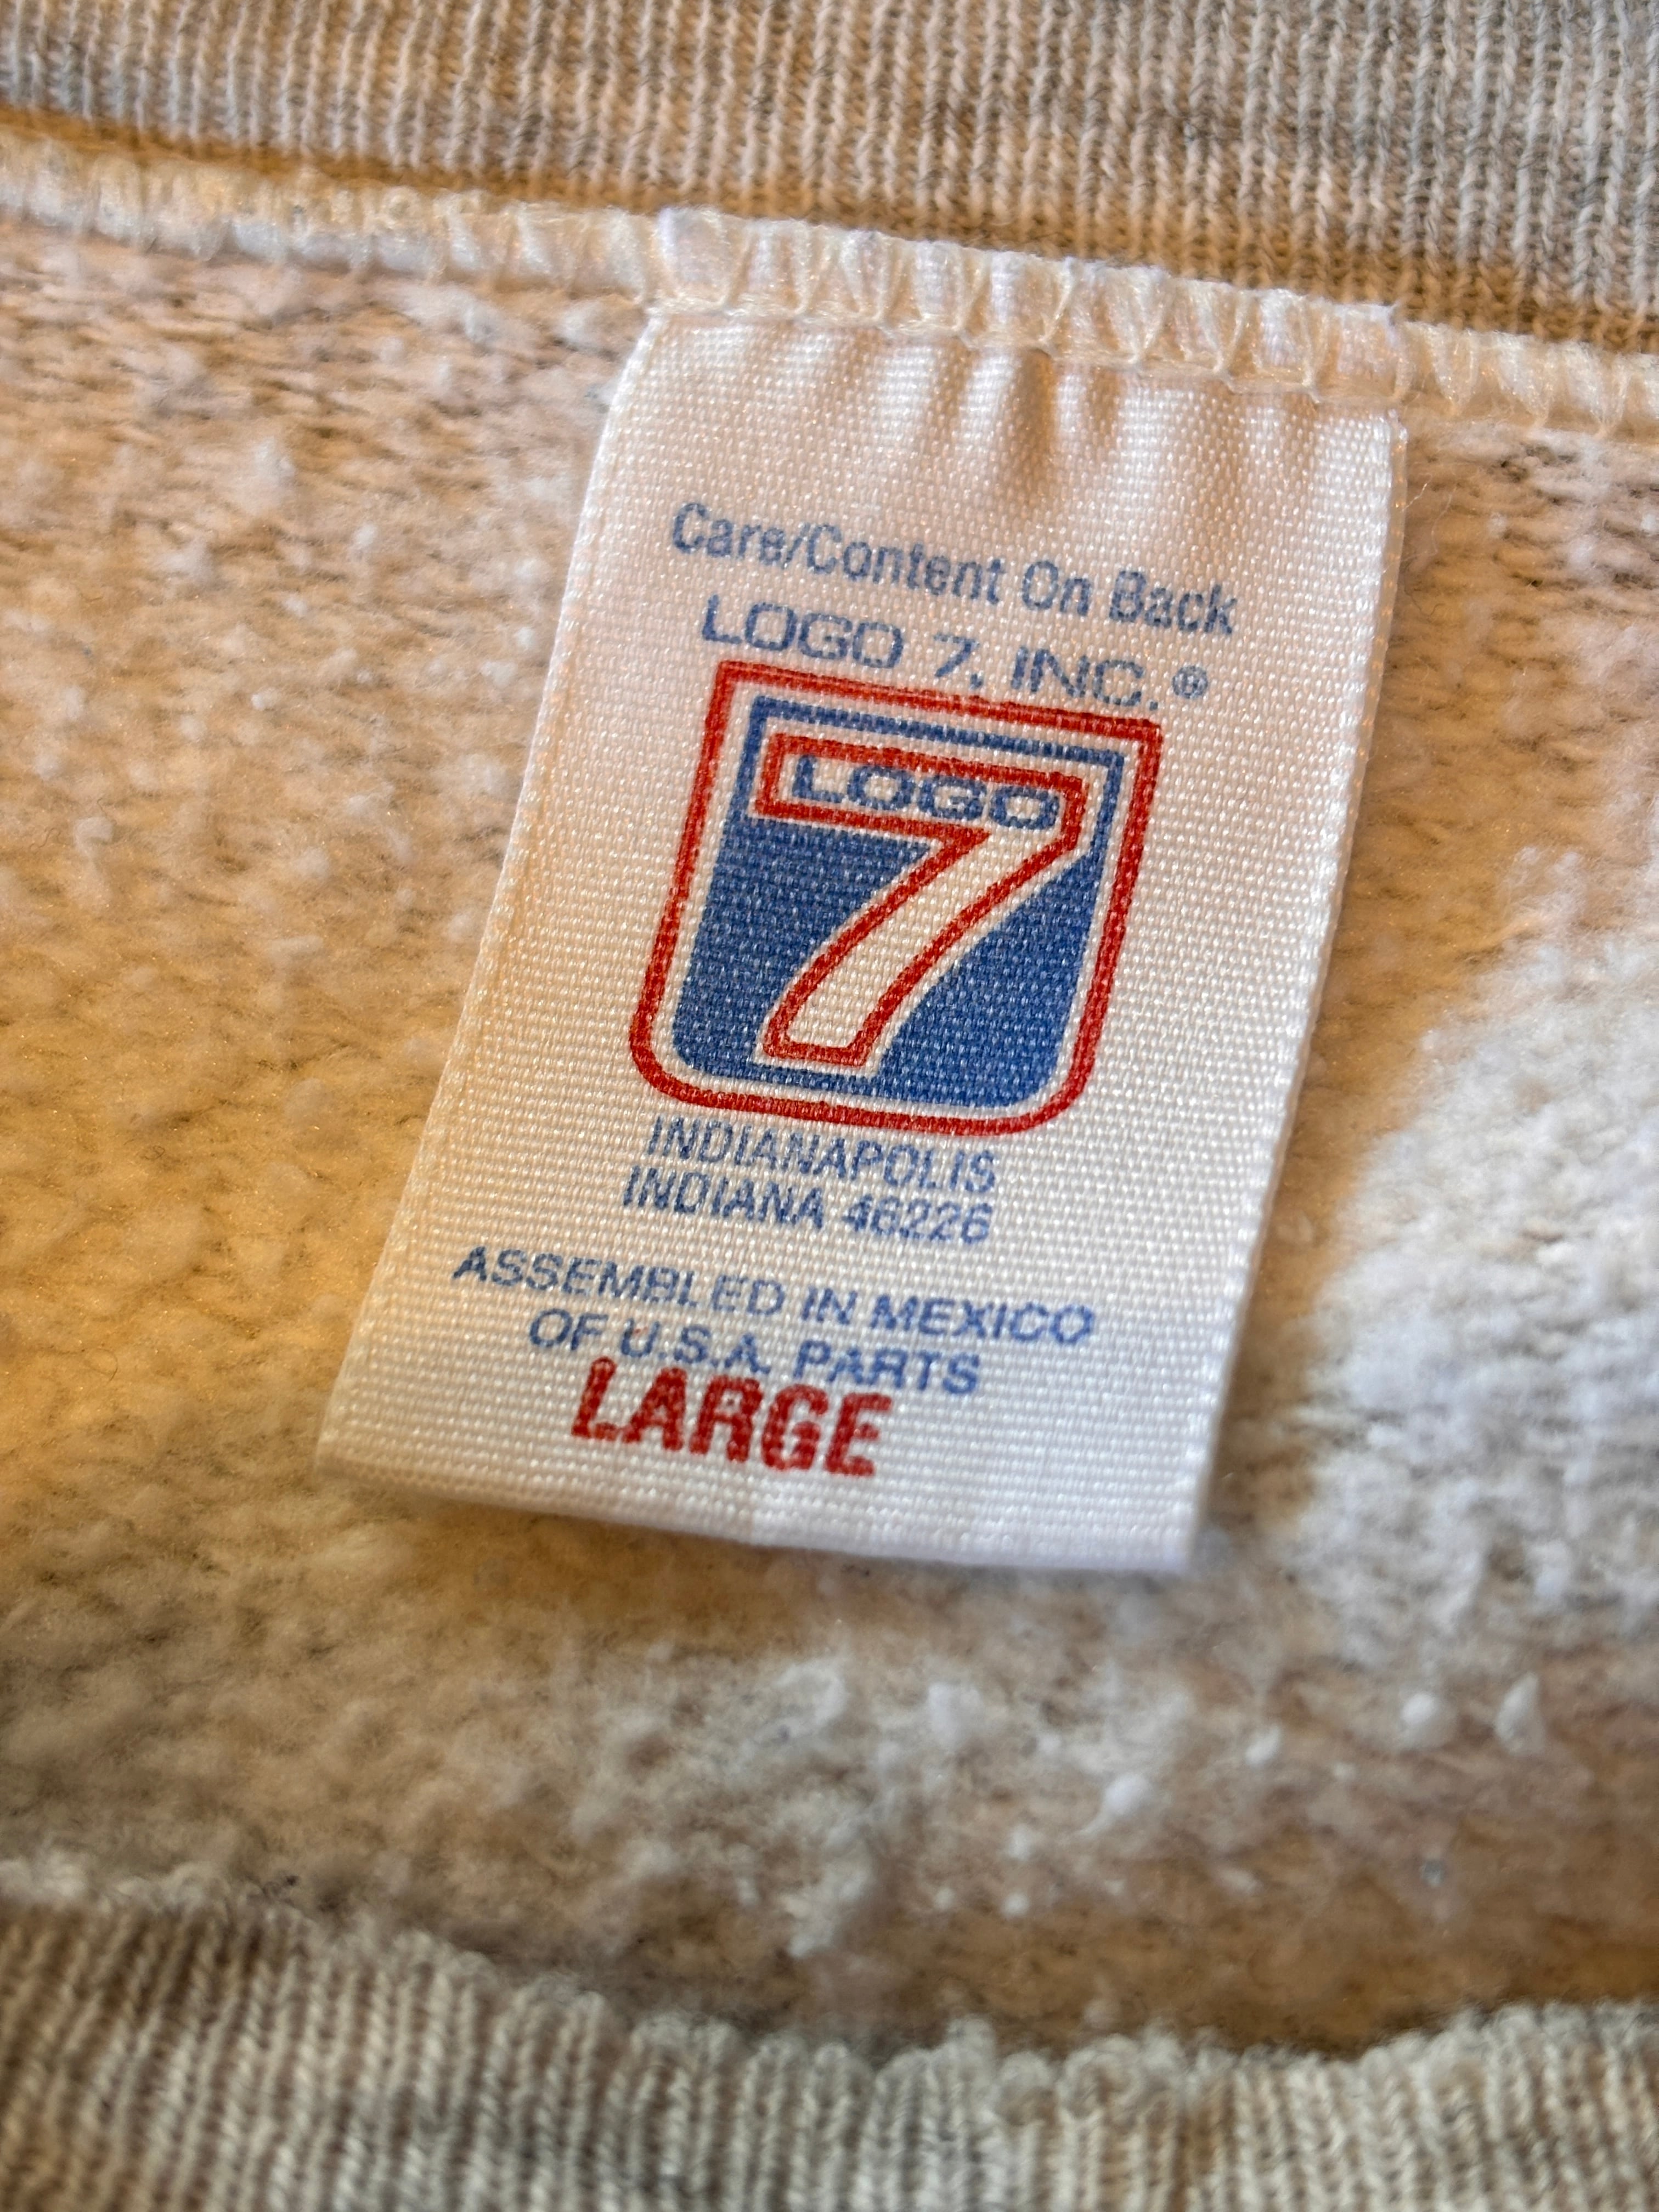 Care/Content On Back
LOGO 7, INC.®
LOGO
7
INDIANAPOLIS
INDIANA 46226
ASSEMBLED IN MEXICO
OF U.S.A. PARTS
LARGE